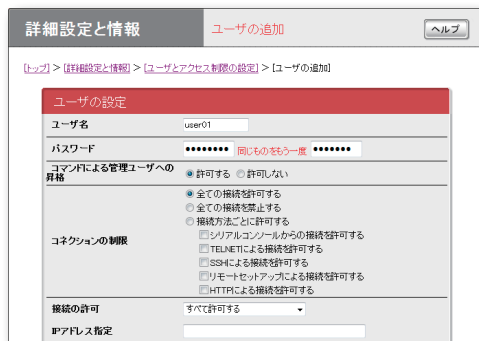 詳細設定と情報
ユーザの追加
ヘルプ
[トップ] > [詳細設定と情報] > [ユーザとアクセス制限の設定] > [ユーザの追加]
ユーザの設定
ユーザ名 user01
パスワード ●●●●●●●● 同じものをもう一度 ●●●●●●●
コマンドによる管理ユーザへの
昇格
許可する 許可しない
コネクションの制限
全ての接続を許可する
全ての接続を禁止する
接続方法ごとに許可する
シリアルコンソールからの接続を許可する
TELNETによる接続を許可する
SSHによる接続を許可する
リモートセットアップによる接続を許可する
HTTPによる接続を許可する
接続の許可 すべて許可する
IPアドレス指定